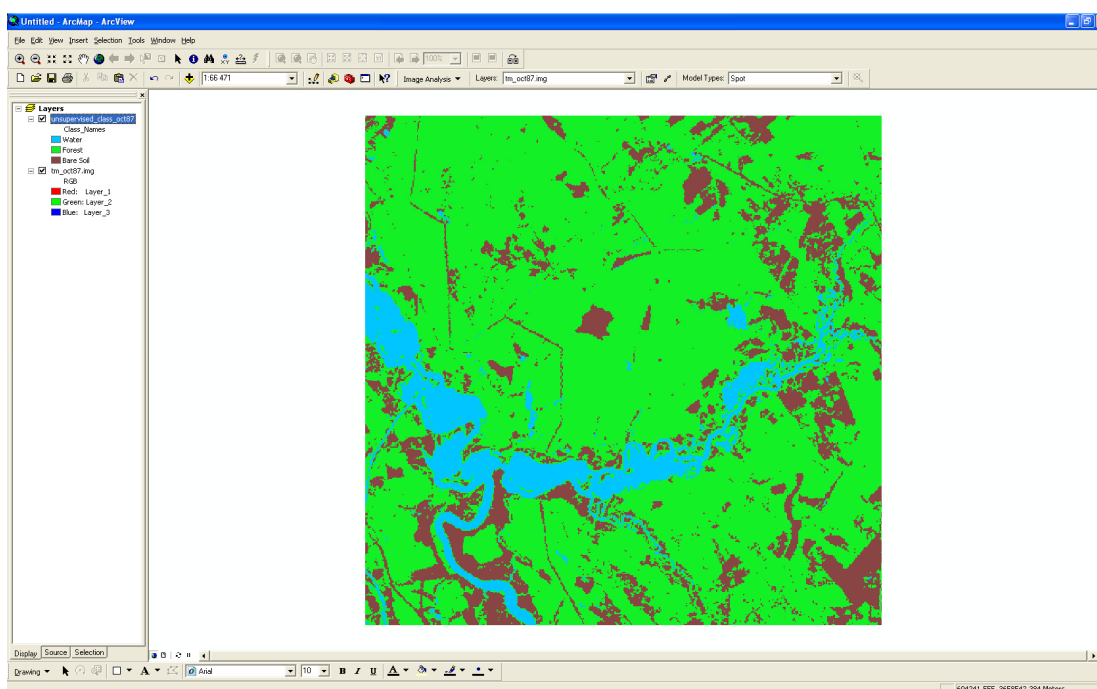 Untitled - ArcMap - ArcView
File Edit View Insert Selection Tools Window Help
100%
1:66 471 Image Analysis Layers: tm_oct87.img Model Types: Spot
Layers
unsupervised_class_oct87
Class_Names
Water
Forest
Bare Soil
tm_oct87.img
RGB
Red: Layer_1
Green: Layer_2
Blue: Layer_3
Display Source Selection
Drawing A Arial 10 B I U A